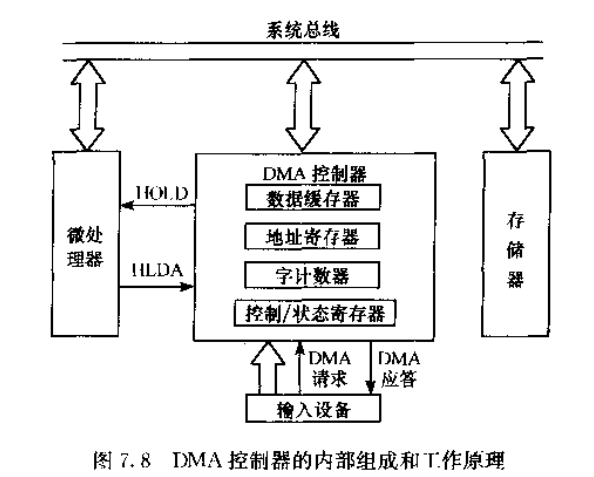 系统总线
DMA 控制器
数据缓存器
地址寄存器
字计数器
控制/状态寄存器
微处
理器
HOLD
HLDA
存
储
器
DMA
请求
DMA
应答
输入设备
图 7.8 DMA 控制器的内部组成和工作原理